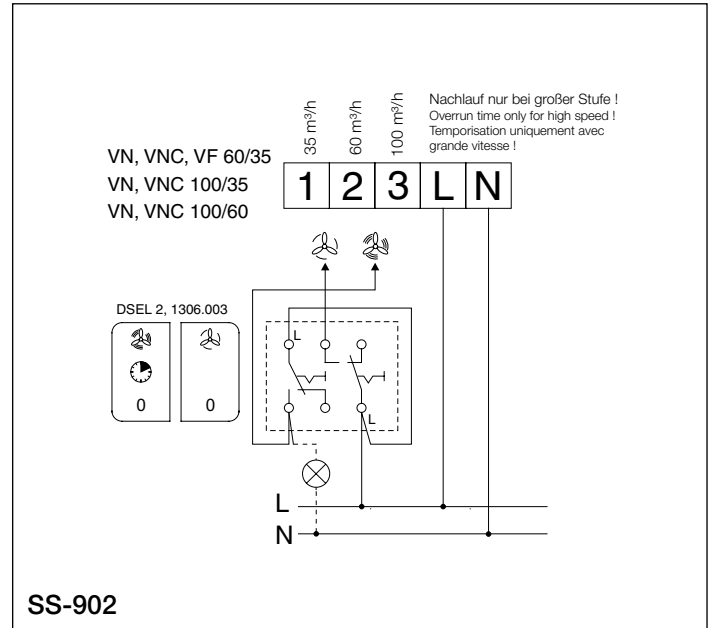 35 m³/h
60 m³/h
100 m³/h
Nachlauf nur bei großer Stufe !
Overrun time only for high speed !
Temporisation uniquement avec
grande vitesse !
VN, VNC, VF 60/35
VN, VNC 100/35
VN, VNC 100/60
1 2 3 L N
DSEL 2, 1306.003
L
0 0
L
L
N
SS-902